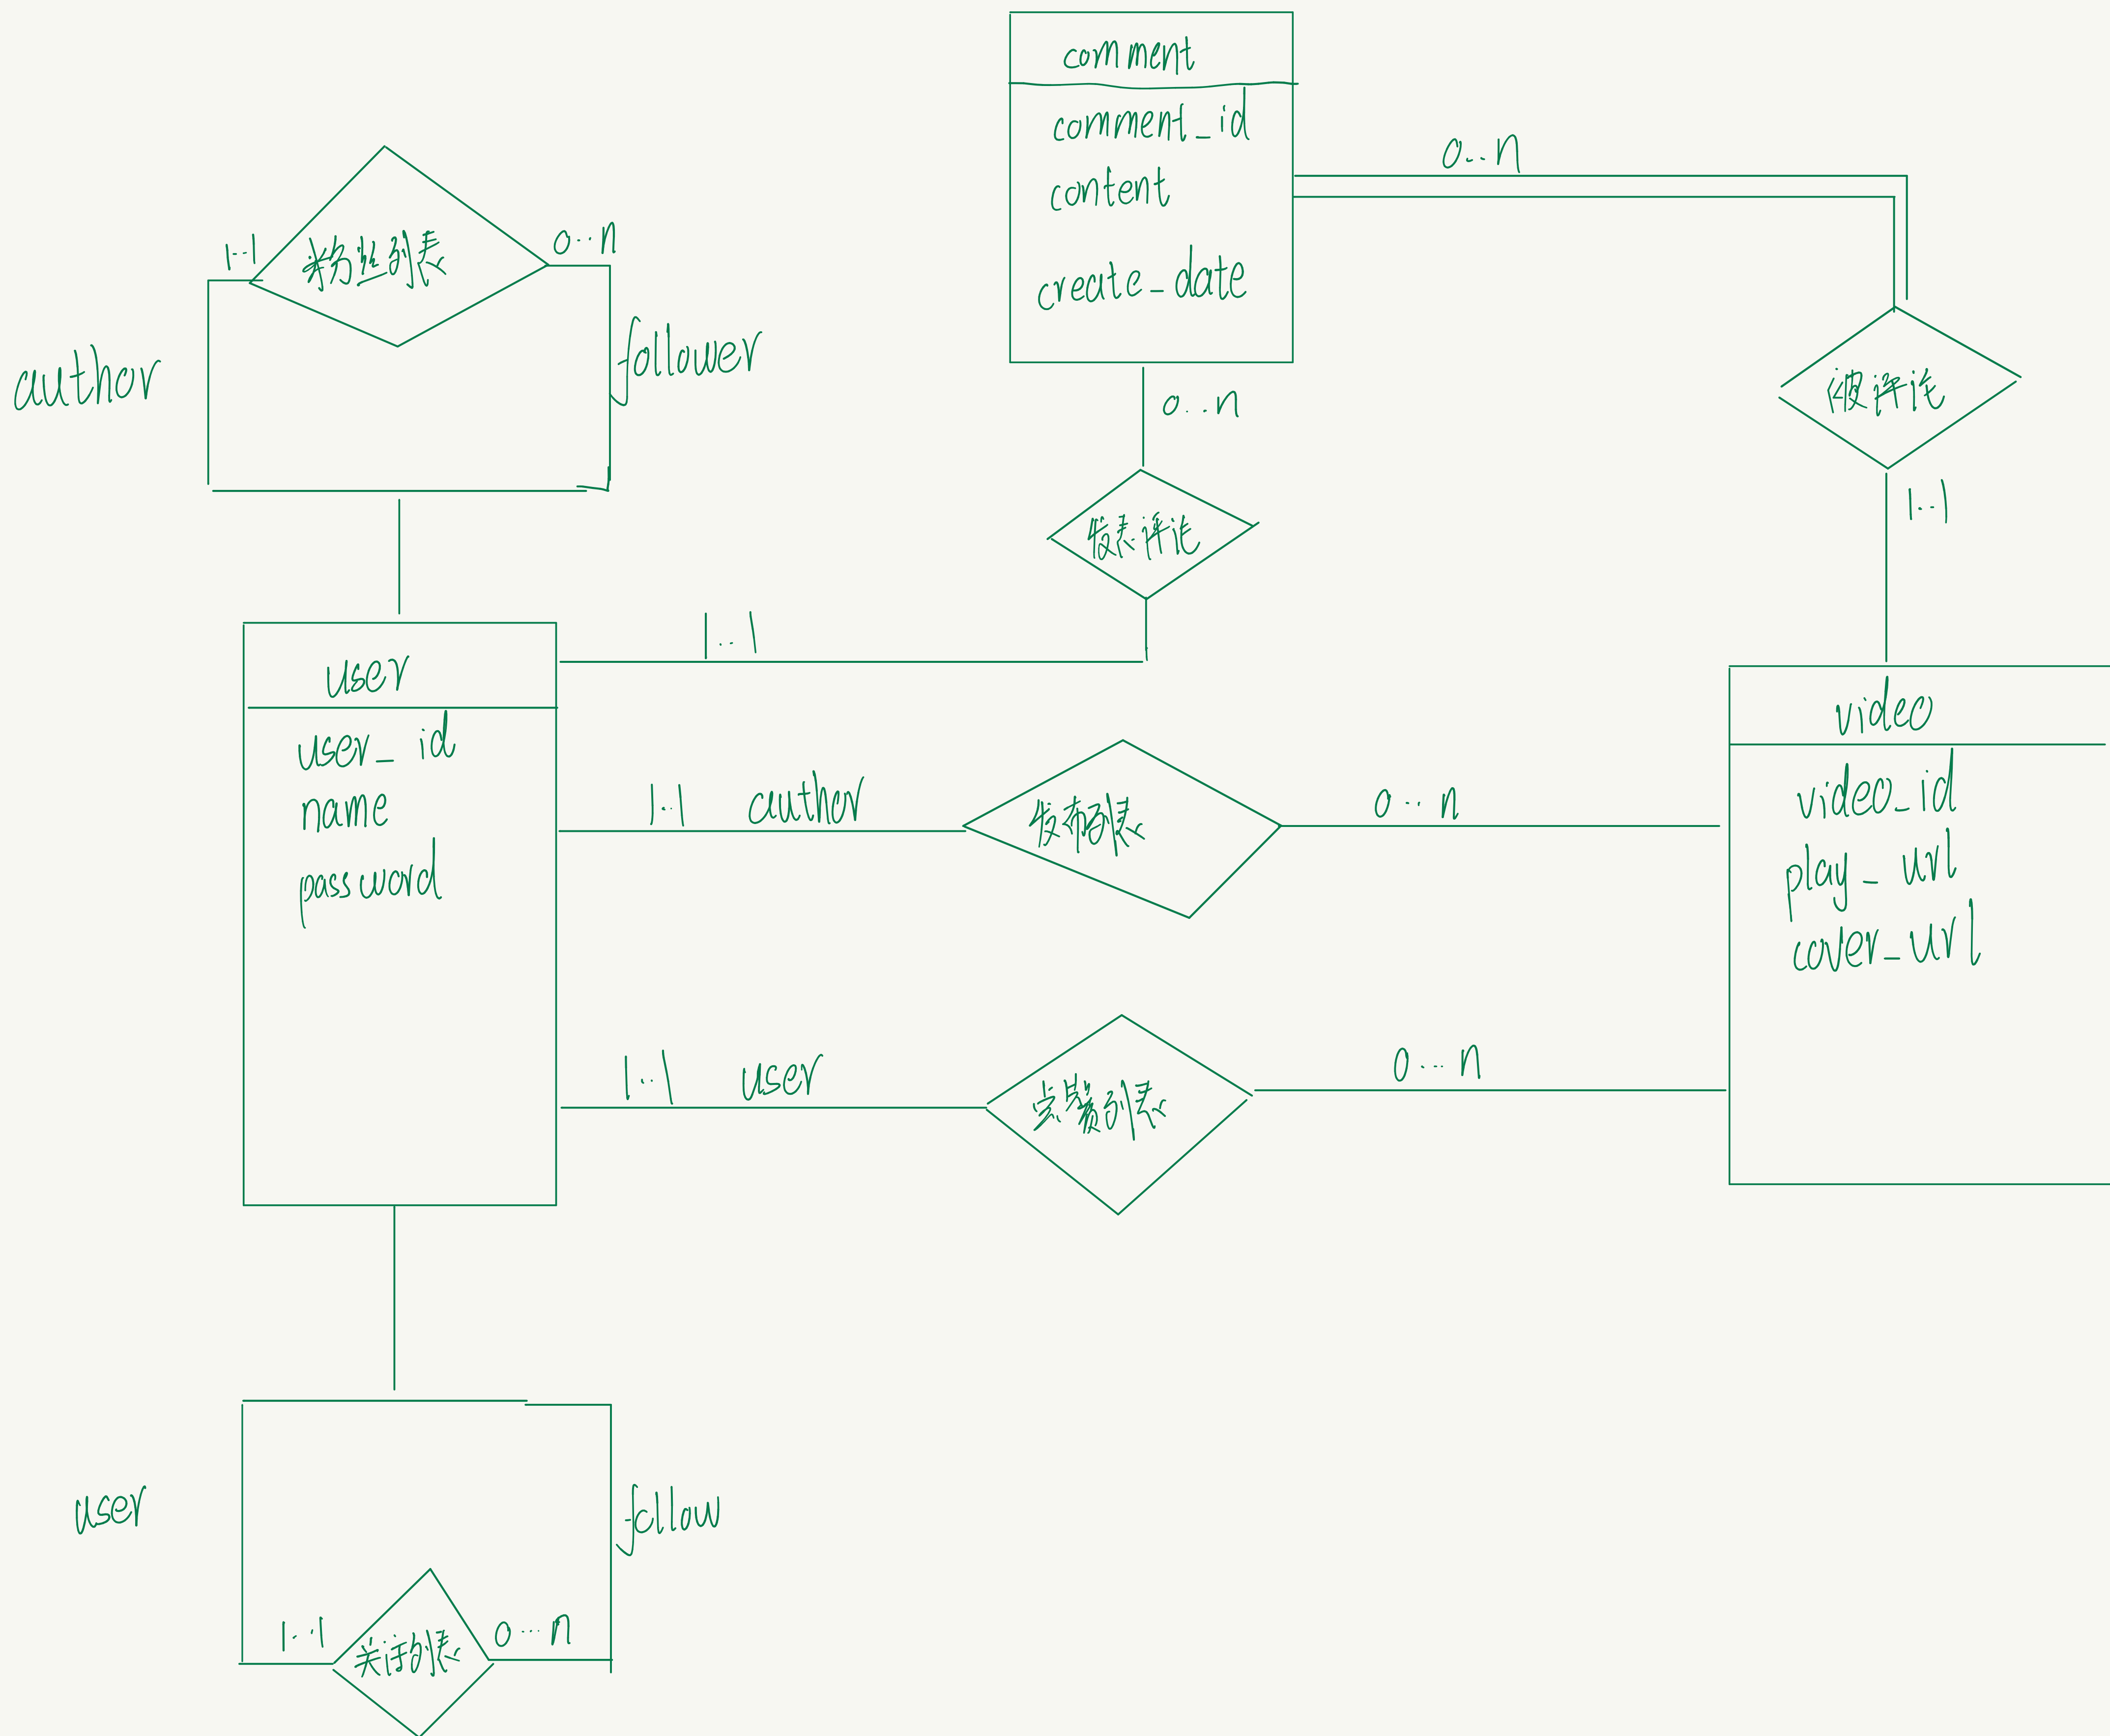 comment
comment_id
content
create_date
0...n
1..1
粉丝列表
0...n
author
follower
0...n
被评论
1..1
发表评论
1..1
user
user_id
name
password
video
video_id
play_url
cover_url
1..1 author
发布列表
0...n
1..1 user
点赞列表
0...n
user
follow
1..1
关注列表
0...n